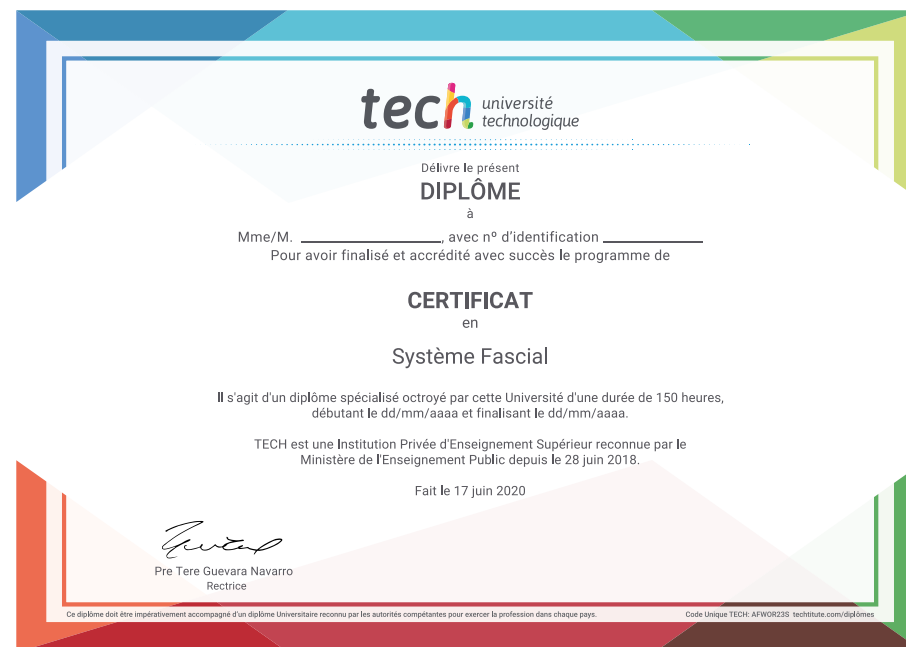 tech université
technologique
Délivre le présent
DIPLÔME
à
Mme/M. ____________________, avec nº d'identification ______________
Pour avoir finalisé et accrédité avec succès le programme de
CERTIFICAT
en
Système Fascial
Il s'agit d'un diplôme spécialisé octroyé par cette Université d'une durée de 150 heures,
débutant le dd/mm/aaaa et finalisant le dd/mm/aaaa.
TECH est une Institution Privée d'Enseignement Supérieur reconnue par le
Ministère de l'Enseignement Public depuis le 28 juin 2018.
Fait le 17 juin 2020
Pre Tere Guevara Navarro
Rectrice
Ce diplôme doit être impérativement accompagné d'un diplôme Universitaire reconnu par les autorités compétantes pour exercer la profession dans chaque pays.
Code Unique TECH: AFWOR23S techtitute.com/diplômes